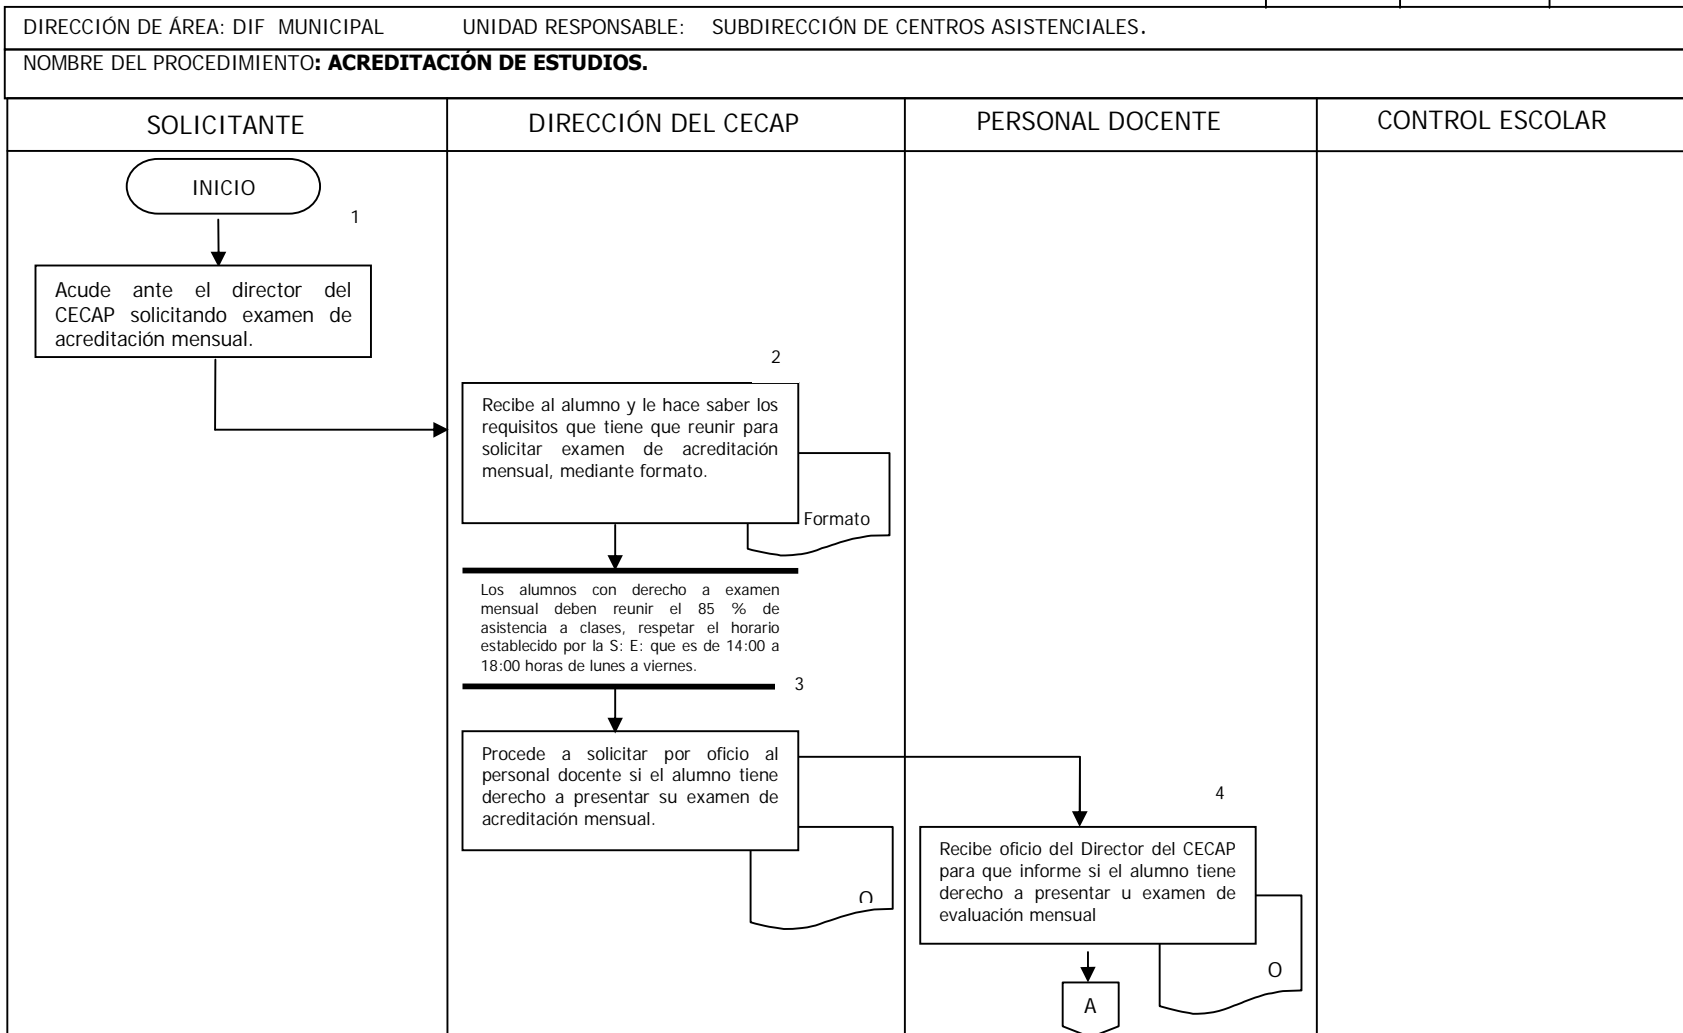 DIRECCIÓN DE ÁREA: DIF MUNICIPAL UNIDAD RESPONSABLE: SUBDIRECCIÓN DE CENTROS ASISTENCIALES.
NOMBRE DEL PROCEDIMIENTO: ACREDITACIÓN DE ESTUDIOS.
SOLICITANTE DIRECCIÓN DEL CECAP PERSONAL DOCENTE CONTROL ESCOLAR
INICIO
1
Acude ante el director del
CECAP solicitando examen de
acreditación mensual.
2
Recibe al alumno y le hace saber los
requisitos que tiene que reunir para
solicitar examen de acreditación
mensual, mediante formato.
Formato
Los alumnos con derecho a examen
mensual deben reunir el 85 % de
asistencia a clases, respetar el horario
establecido por la S: E: que es de 14:00 a
18:00 horas de lunes a viernes.
3
Procede a solicitar por oficio al
personal docente si el alumno tiene
derecho a presentar su examen de
acreditación mensual.
O
4
Recibe oficio del Director del CECAP
para que informe si el alumno tiene
derecho a presentar u examen de
evaluación mensual
O
A